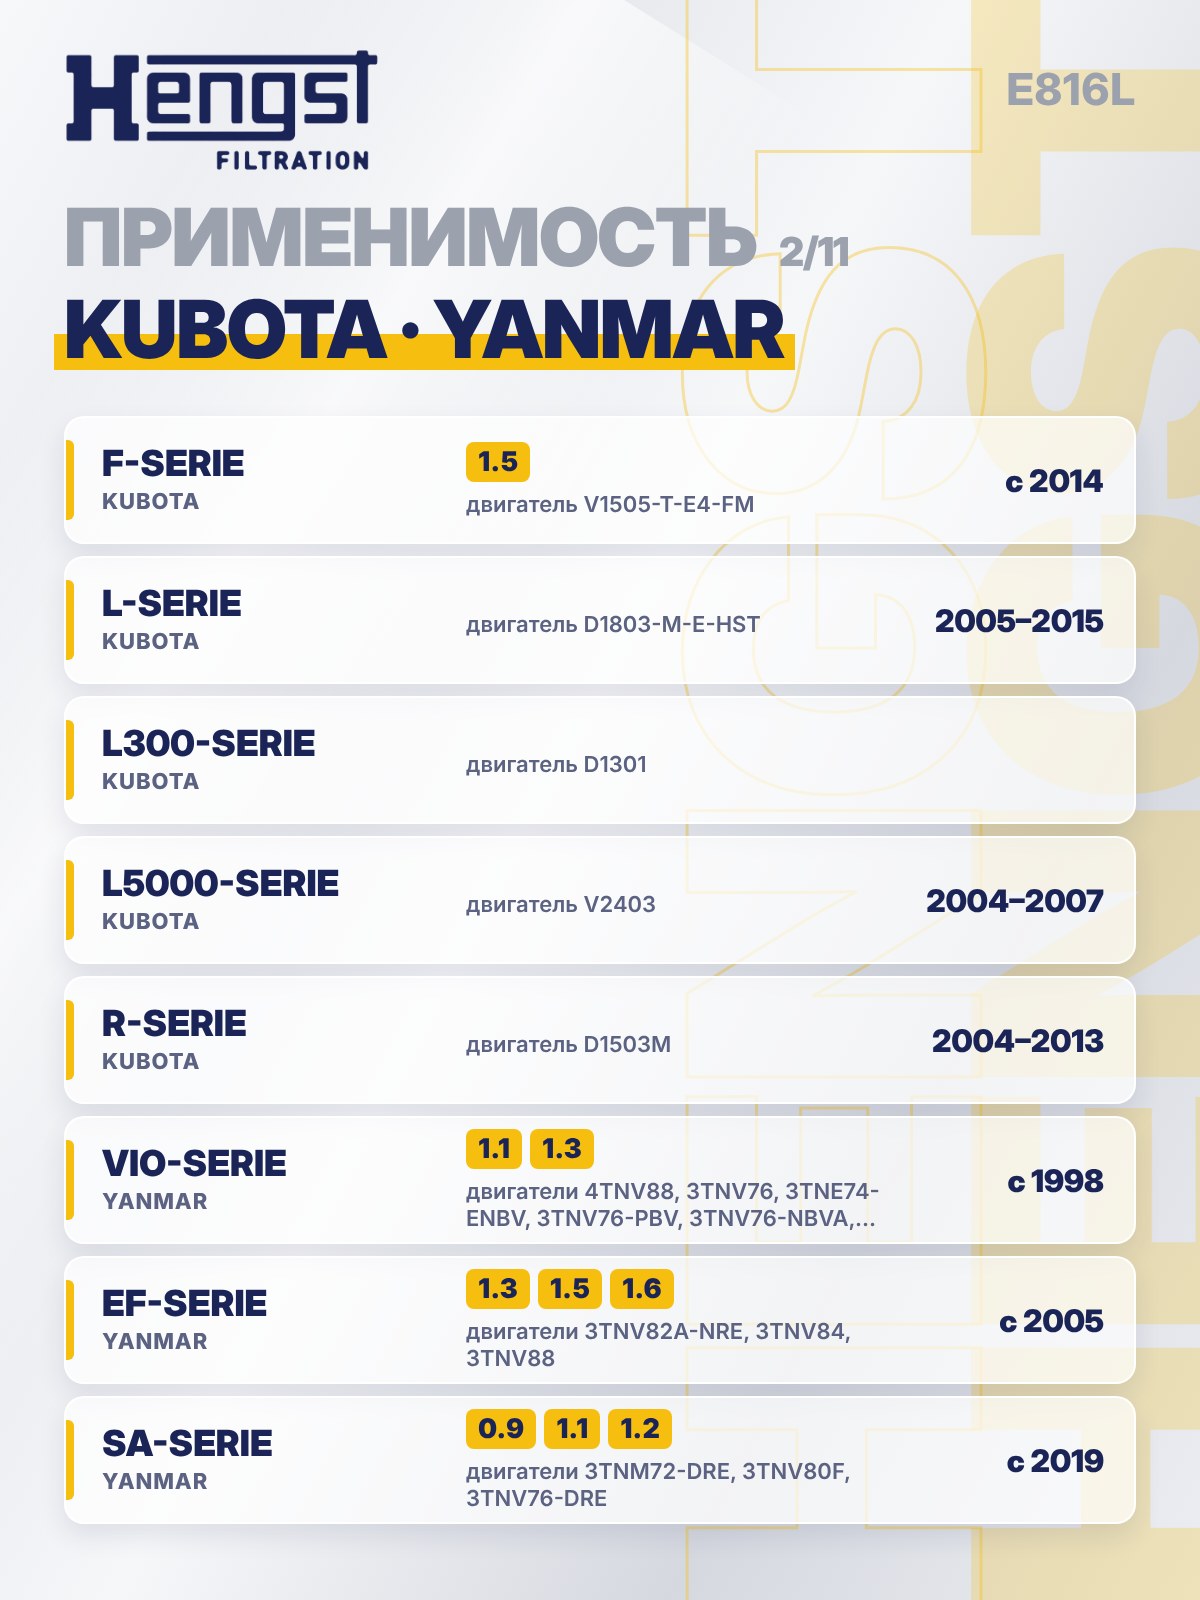 Hengst
FILTRATION
E816L
ПРИМЕНИМОСТЬ 2/11
KUBOTA · YANMAR
F-SERIE
KUBOTA
1.5
двигатель V1505-T-E4-FM
с 2014
L-SERIE
KUBOTA
двигатель D1803-M-E-HST
2005–2015
L300-SERIE
KUBOTA
двигатель D1301
L5000-SERIE
KUBOTA
двигатель V2403
2004–2007
R-SERIE
KUBOTA
двигатель D1503M
2004–2013
VIO-SERIE
YANMAR
1.1 1.3
двигатели 4TNV88, 3TNV76, 3TNE74-
ENBV, 3TNV76-PBV, 3TNV76-NBVA,...
с 1998
EF-SERIE
YANMAR
1.3 1.5 1.6
двигатели 3TNV82A-NRE, 3TNV84,
3TNV88
с 2005
SA-SERIE
YANMAR
0.9 1.1 1.2
двигатели 3TNM72-DRE, 3TNV80F,
3TNV76-DRE
с 2019
HENGST
HENGST